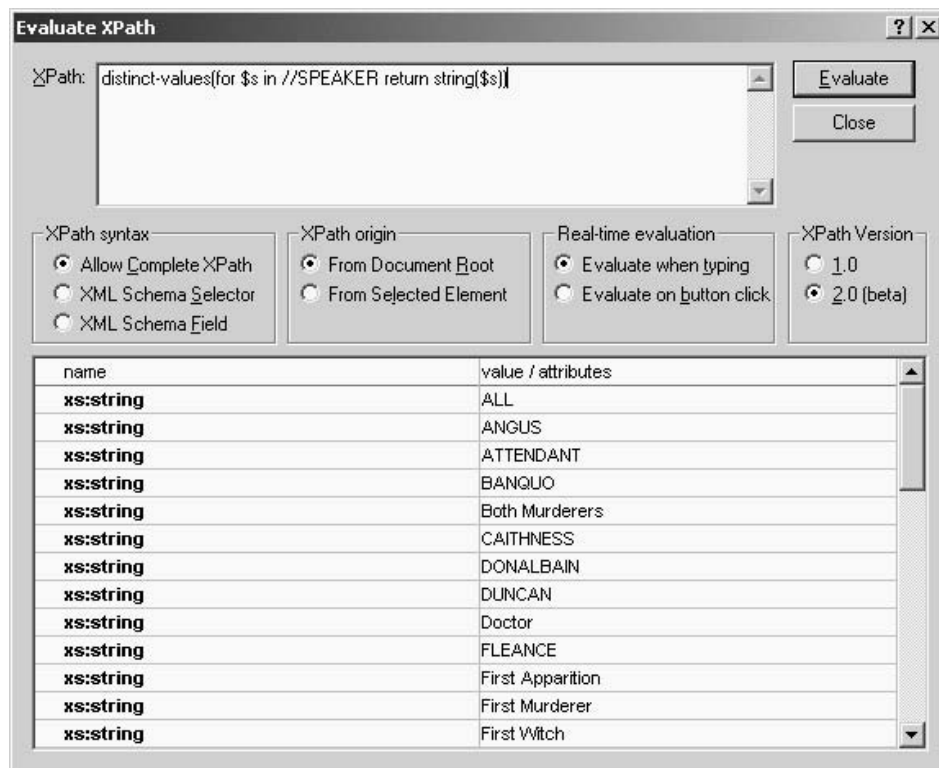 Evaluate XPath
XPath: distinct-values(for $s in //SPEAKER return string($s)) Evaluate
Close
XPath syntax XPath origin Real-time evaluation XPath Version
Allow Complete XPath From Document Root Evaluate when typing 1.0
XML Schema Selector From Selected Element Evaluate on button click 2.0 (beta)
XML Schema Field
name value / attributes
xs:string ALL
xs:string ANGUS
xs:string ATTENDANT
xs:string BANQUO
xs:string Both Murderers
xs:string CAITHNESS
xs:string DONALBAIN
xs:string DUNCAN
xs:string Doctor
xs:string FLEANCE
xs:string First Apparition
xs:string First Murderer
xs:string First Witch